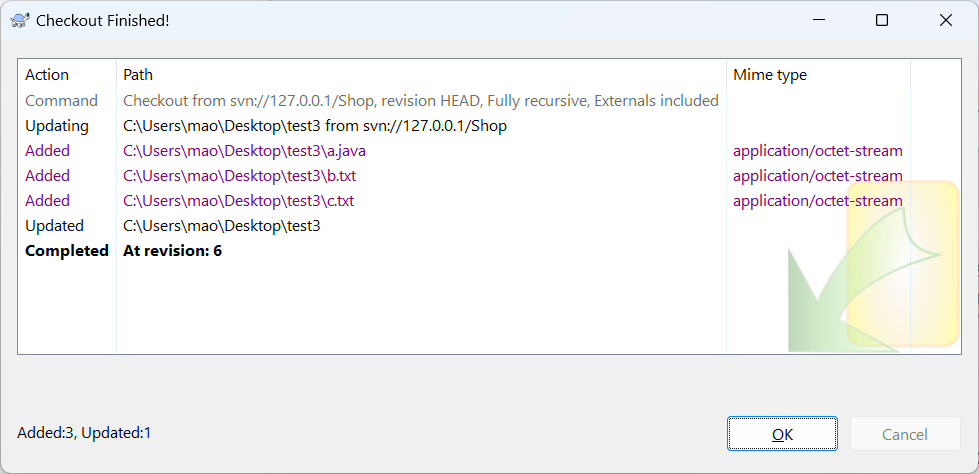 Checkout Finished!
Action Path Mime type
Command Checkout from svn://127.0.0.1/Shop, revision HEAD, Fully recursive, Externals included
Updating C:\Users\mao\Desktop\test3 from svn://127.0.0.1/Shop
Added C:\Users\mao\Desktop\test3\a.java application/octet-stream
Added C:\Users\mao\Desktop\test3\b.txt application/octet-stream
Added C:\Users\mao\Desktop\test3\c.txt application/octet-stream
Updated C:\Users\mao\Desktop\test3
Completed At revision: 6
Added:3, Updated:1
OK Cancel